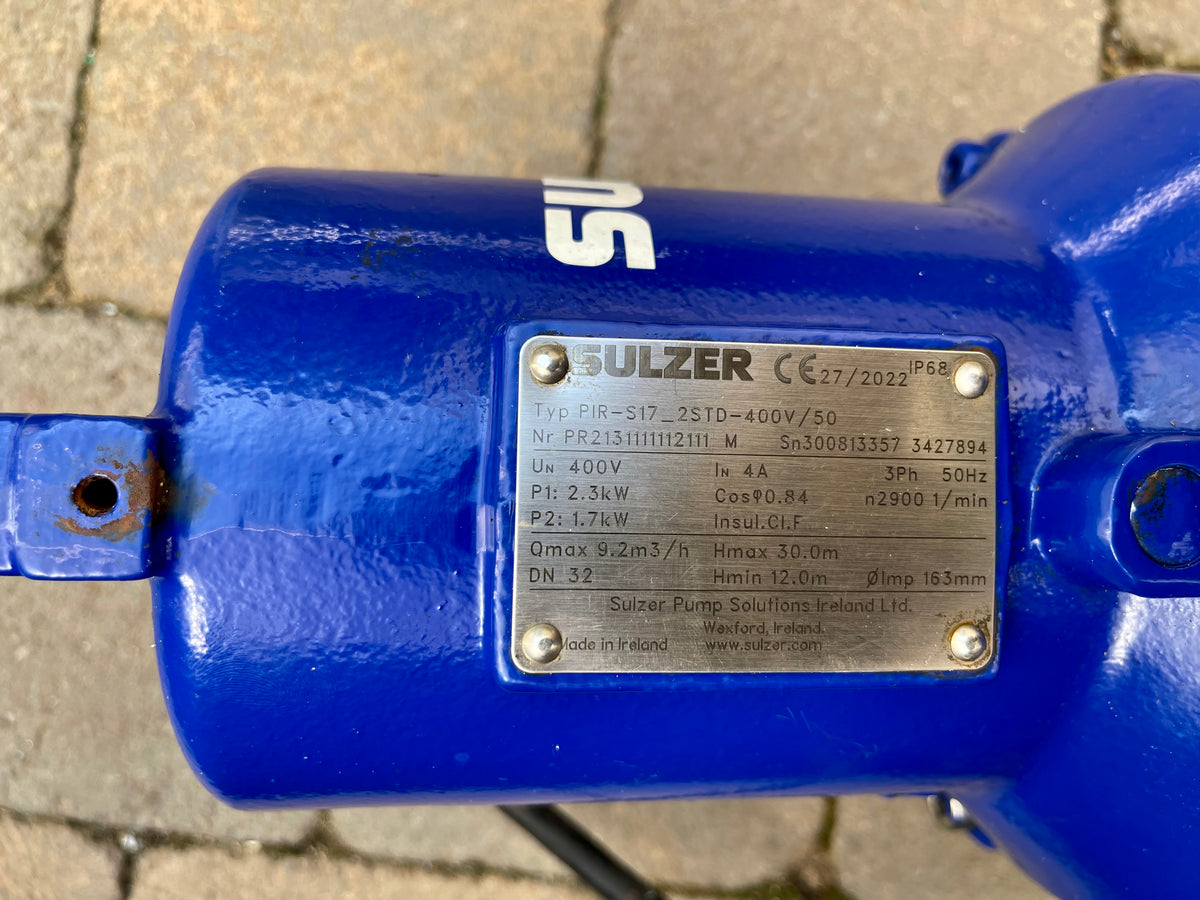 SU
SULZER CE 27/2022 IP68
Typ PIR-S17_2STD-400V/50
Nr PR2131111112111 M Sn300813357 3427894
UN 400V IN 4A 3Ph 50Hz
P1: 2.3kW Cosφ0.84 n2900 1/min
P2: 1.7kW Insul.Cl.F
Qmax 9.2m3/h Hmax 30.0m
DN 32 Hmin 12.0m ØImp 163mm
Sulzer Pump Solutions Ireland Ltd.
Wexford, Ireland.
Made in Ireland www.sulzer.com